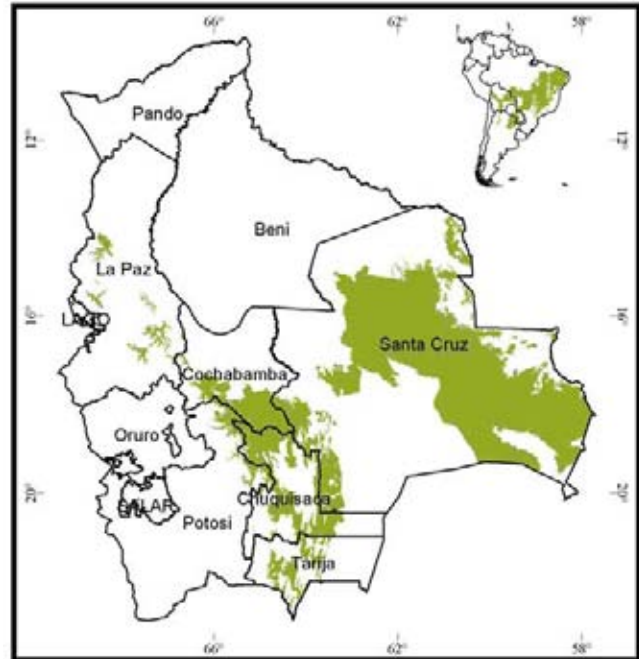 66°
62°
58°
12°
12°
Pando
Beni
La Paz
16°
16°
Santa Cruz
Cochabamba
Oruro
20°
20°
Chuquisaca
SALAR
Potosi
Tarija
66°
62°
58°